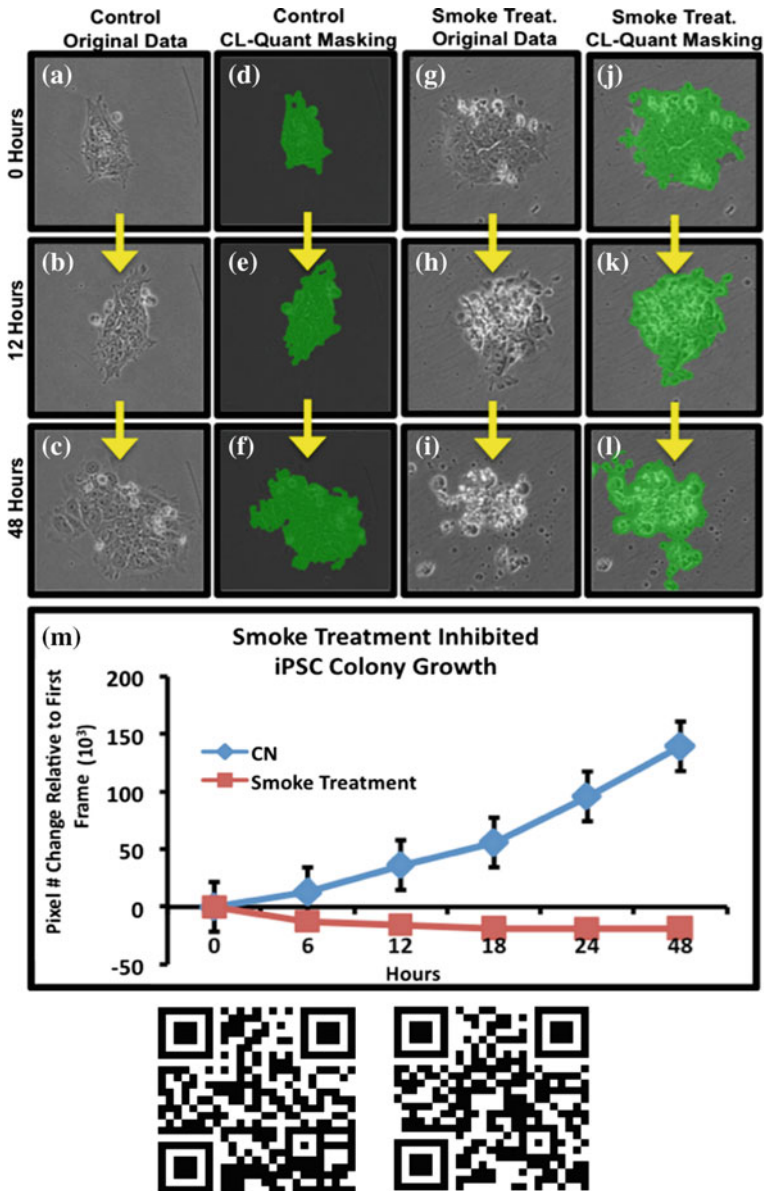 Control
Original Data
Control
CL-Quant Masking
Smoke Treat.
Original Data
Smoke Treat.
CL-Quant Masking
0 Hours
(a)
(d)
(g)
(j)
12 Hours
(b)
(e)
(h)
(k)
48 Hours
(c)
(f)
(i)
(l)
(m)
Smoke Treatment Inhibited
iPSC Colony Growth
Pixel # Change Relative to First
Frame (10³)
200
150
100
50
0
-50
CN
Smoke Treatment
0
6
12
18
24
48
Hours